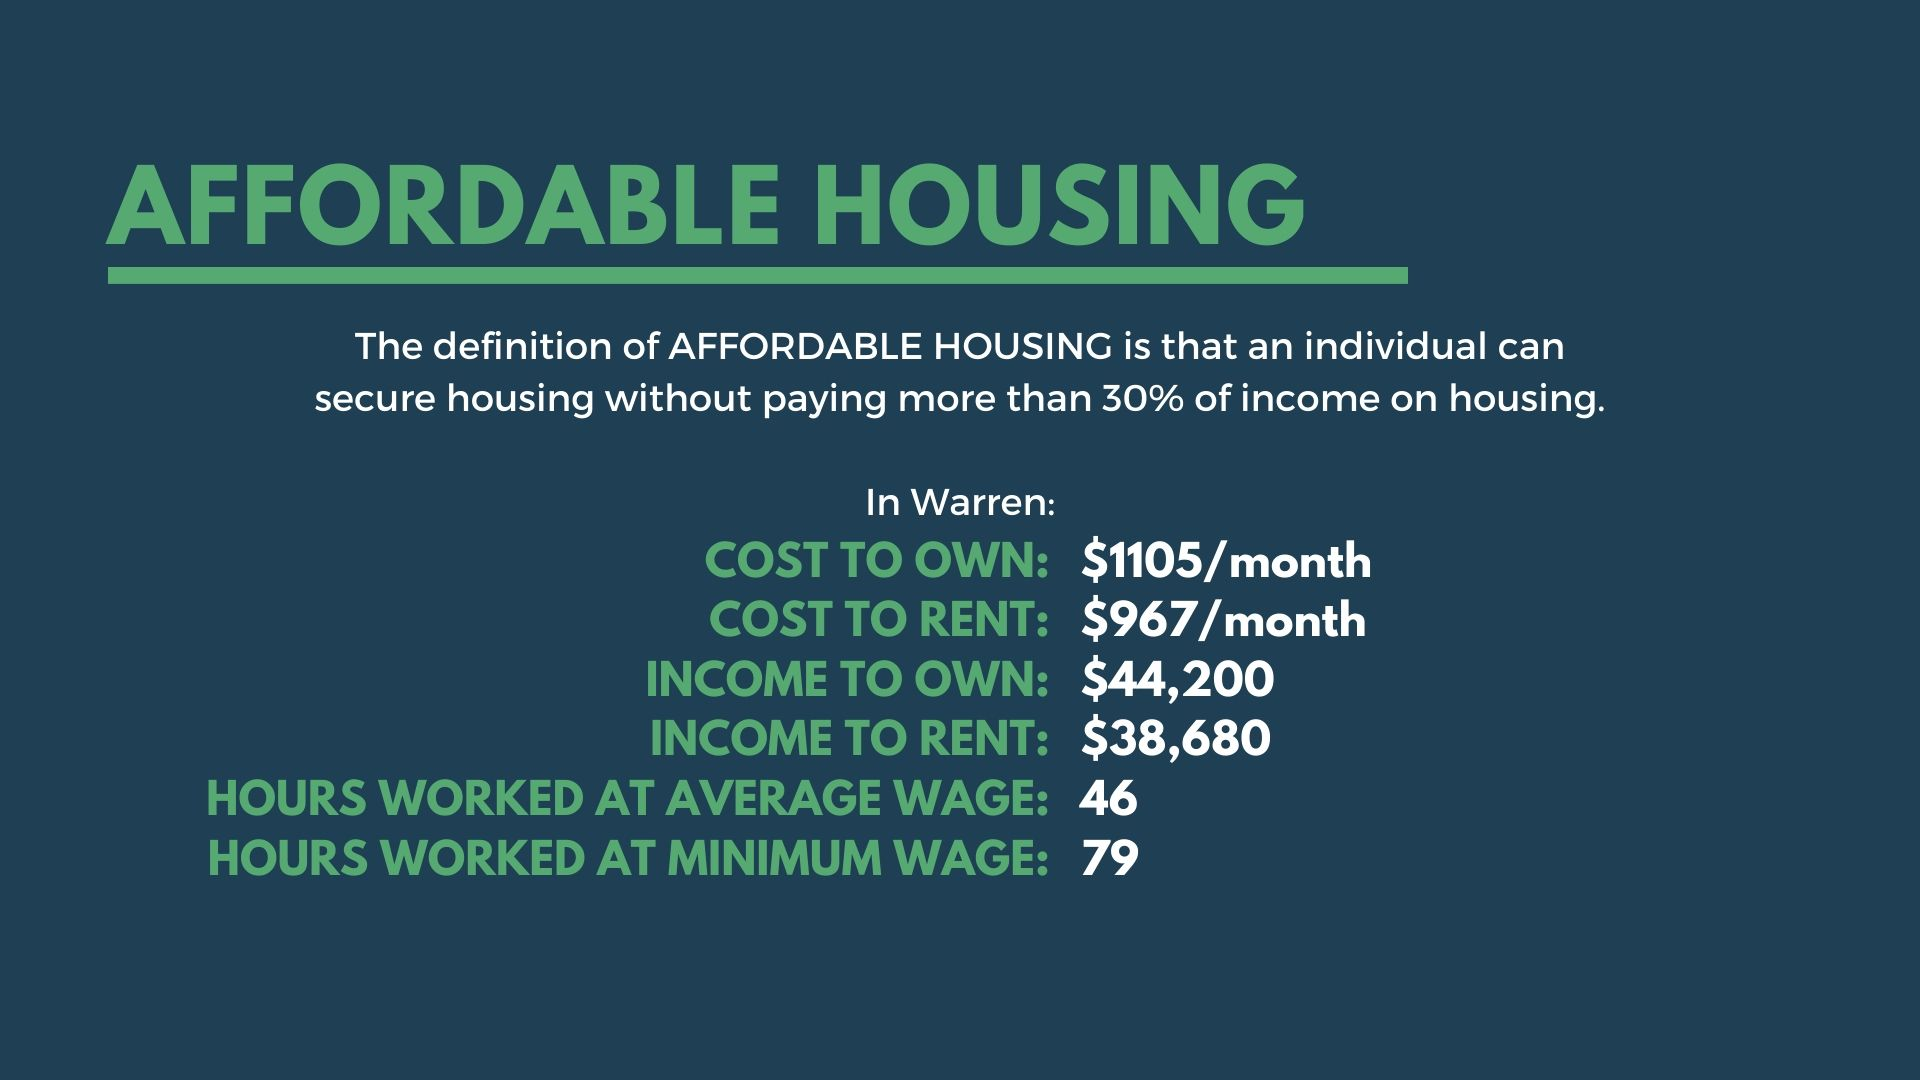 AFFORDABLE HOUSING
The definition of AFFORDABLE HOUSING is that an individual can
secure housing without paying more than 30% of income on housing.
In Warren:
COST TO OWN: $1105/month
COST TO RENT: $967/month
INCOME TO OWN: $44,200
INCOME TO RENT: $38,680
HOURS WORKED AT AVERAGE WAGE: 46
HOURS WORKED AT MINIMUM WAGE: 79